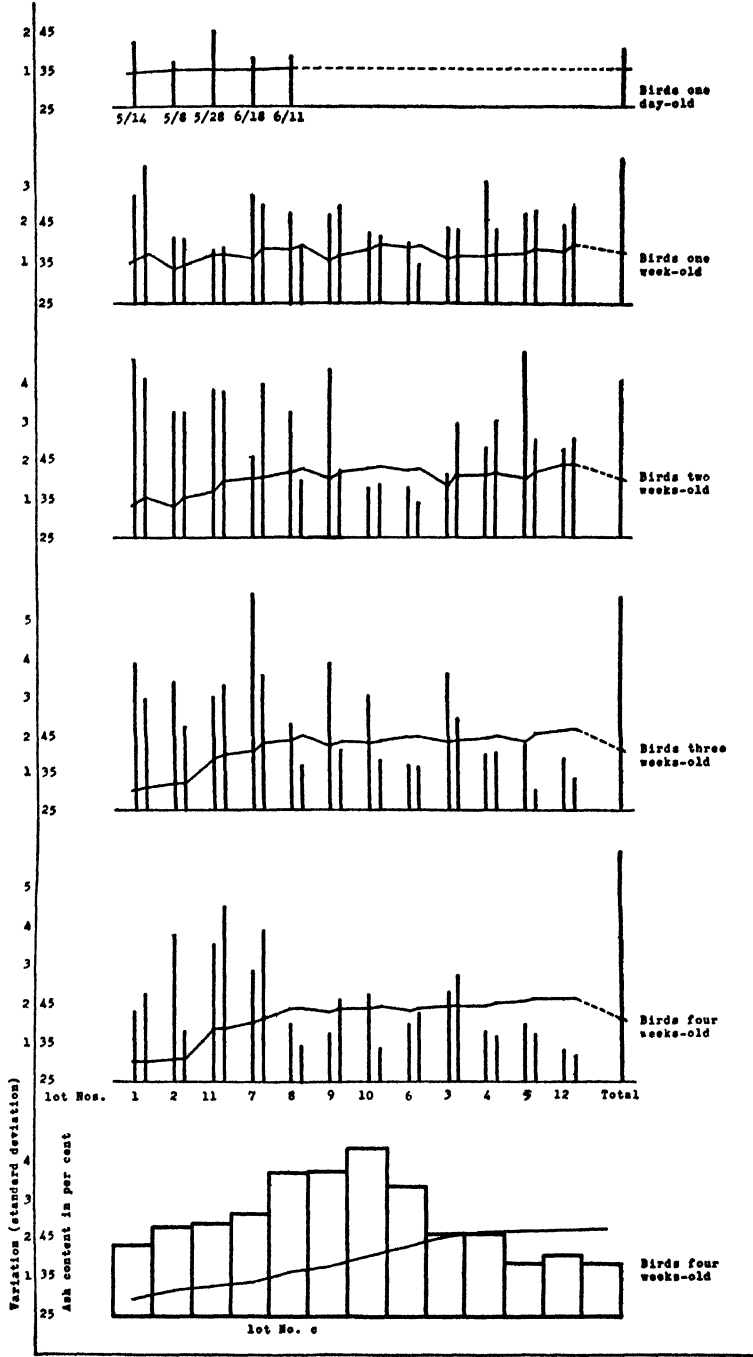 2 45
1 35
25
5/14 5/8 5/28 6/18 6/11
Birds one
day-old
3
2 45
1 35
25
Birds one
week-old
4
3
2 45
1 35
25
Birds two
weeks-old
5
4
3
2 45
1 35
25
Birds three
weeks-old
5
4
3
2 45
1 35
25
Birds four
weeks-old
lot Nos. 1 2 11 7 8 9 10 6 3 4 5 12 Total
Variation (standard deviation)
Ash content in per cent
4
3
2 45
1 35
25
Birds four
weeks-old
lot No. c